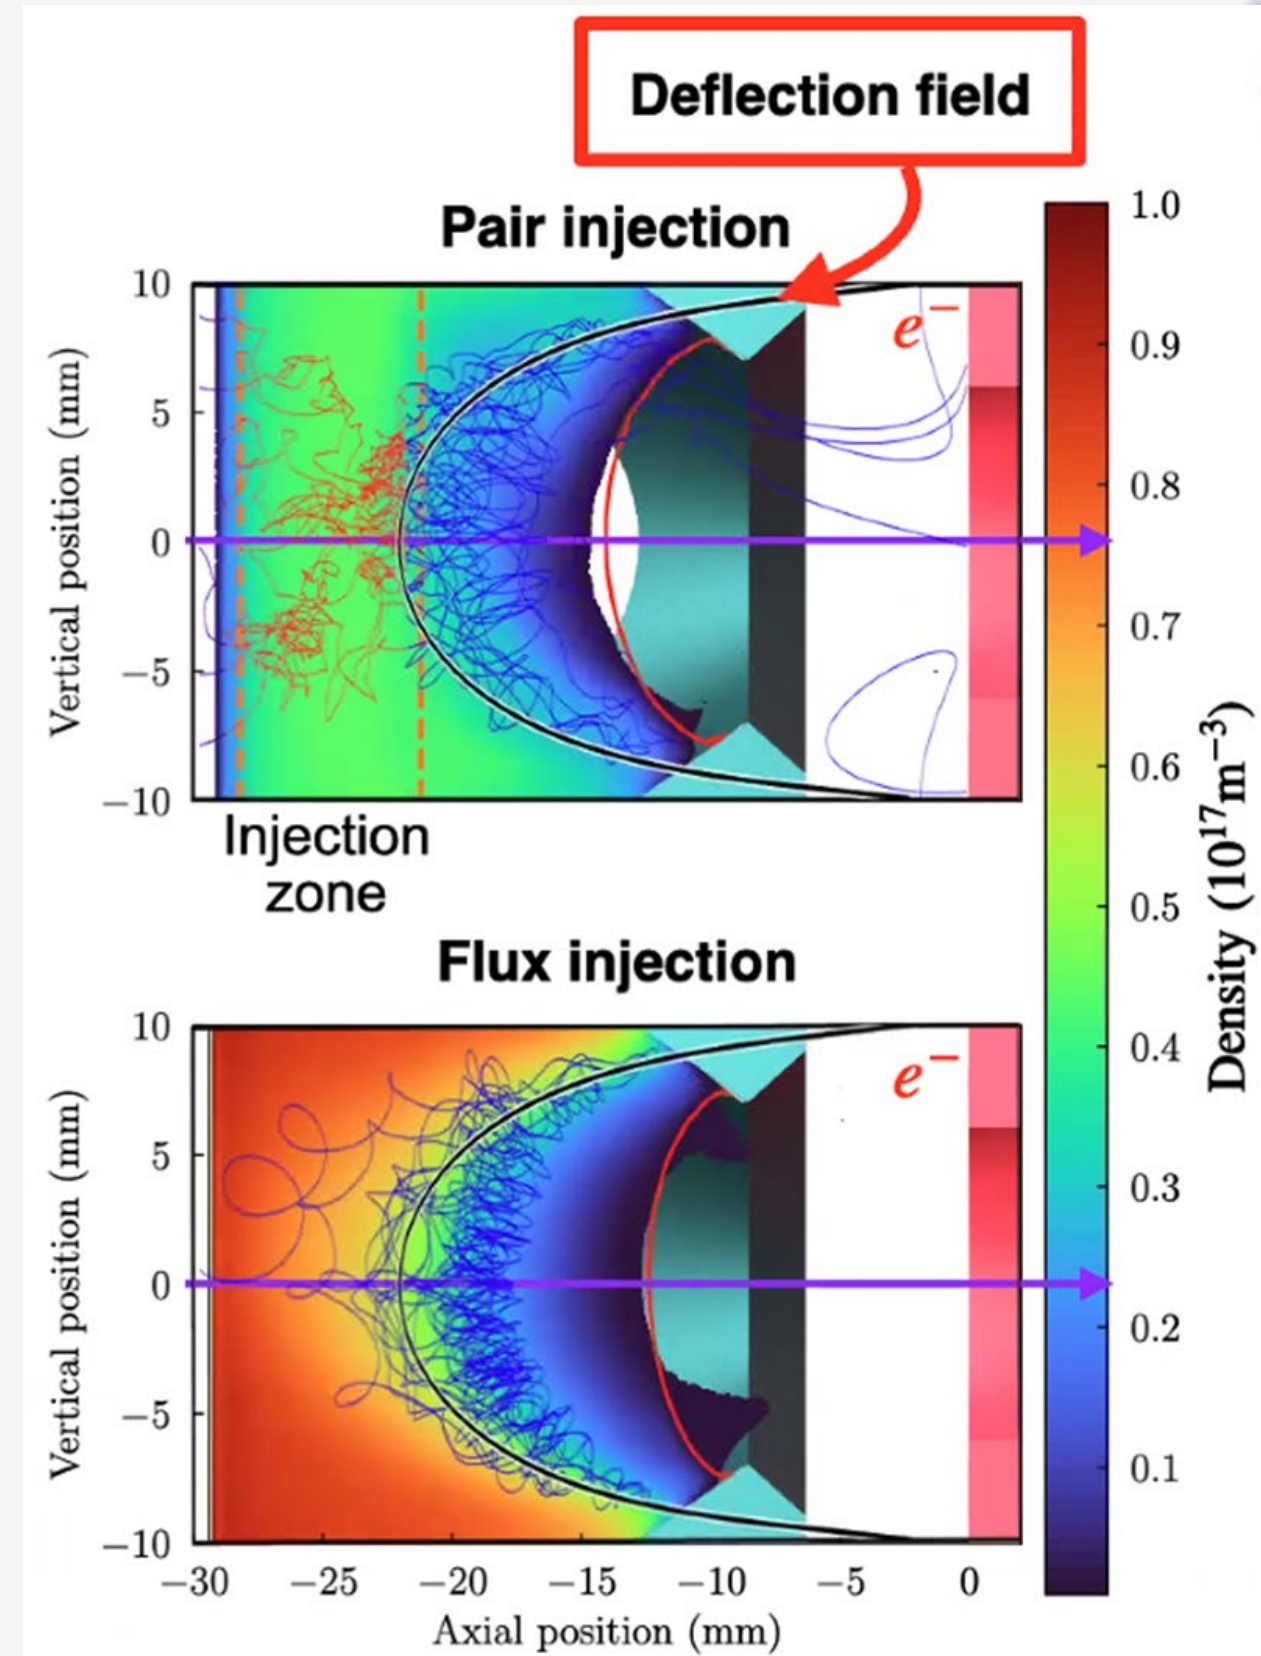 Deflection field
Pair injection
10
5
0
−5
−10
Vertical position (mm)
e−
Injection
zone
Flux injection
10
5
0
−5
−10
Vertical position (mm)
e−
−30 −25 −20 −15 −10 −5 0
Axial position (mm)
1.0
0.9
0.8
0.7
0.6
0.5
0.4
0.3
0.2
0.1
Density (10¹⁷m⁻³)